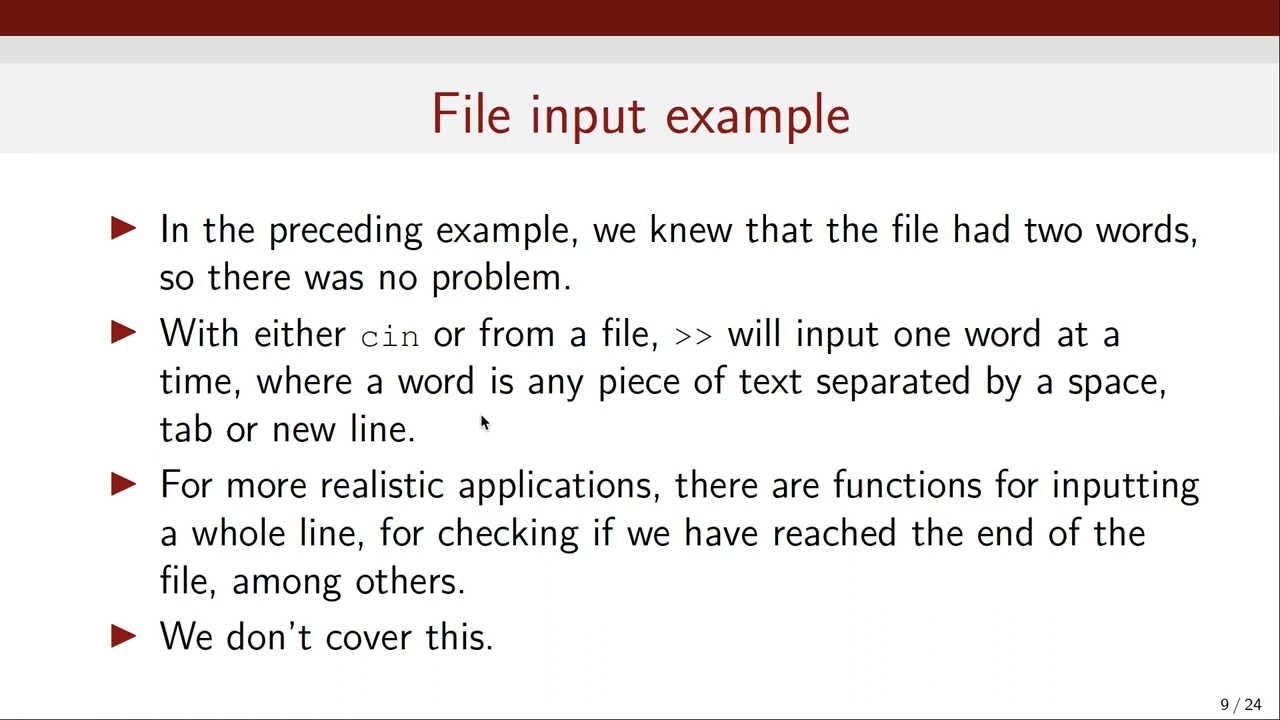 File input example
In the preceding example, we knew that the file had two words,
so there was no problem.
With either cin or from a file, >> will input one word at a
time, where a word is any piece of text separated by a space,
tab or new line.
For more realistic applications, there are functions for inputting
a whole line, for checking if we have reached the end of the
file, among others.
We don't cover this.
9 / 24